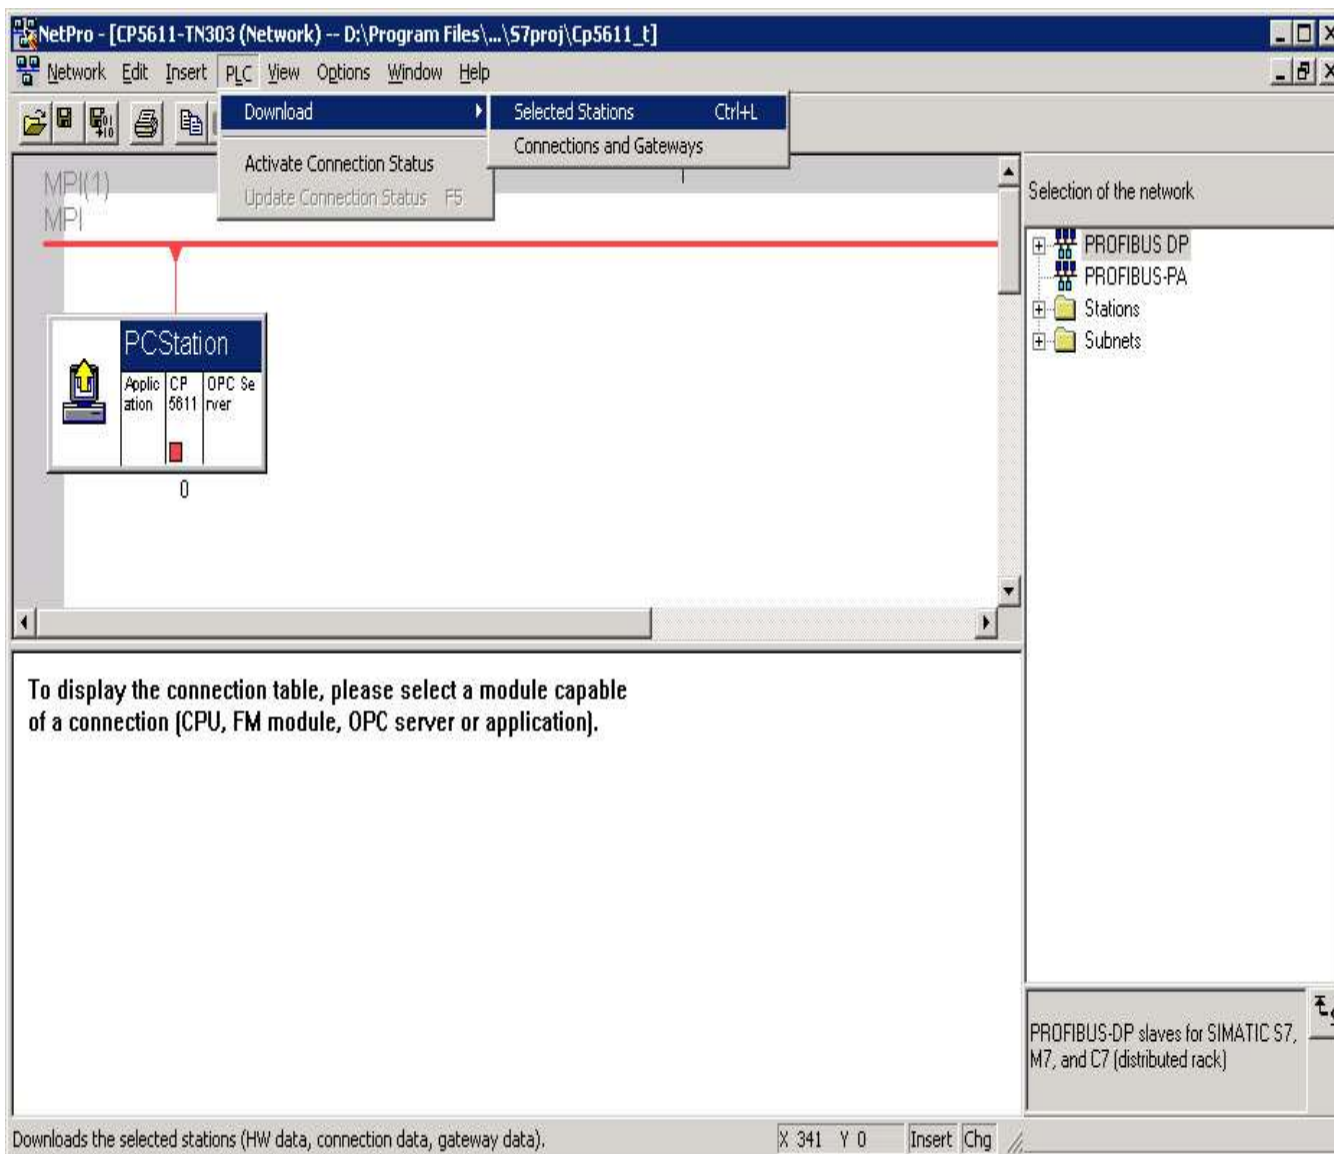 NetPro - [CP5611-TN303 (Network) -- D:\Program Files\...\S7proj\Cp5611_t]
Network Edit Insert PLC View Options Window Help
Download
Selected Stations Ctrl+L
Connections and Gateways
Activate Connection Status
Update Connection Status F5
MPI(1)
MPI
PCStation
Applic
ation
CP
5611
OPC Se
rver
0
Selection of the network
PROFIBUS DP
PROFIBUS-PA
Stations
Subnets
To display the connection table, please select a module capable
of a connection (CPU, FM module, OPC server or application).
PROFIBUS-DP slaves for SIMATIC S7,
M7, and C7 (distributed rack)
Downloads the selected stations (HW data, connection data, gateway data).
X 341 Y 0
Insert
Chg